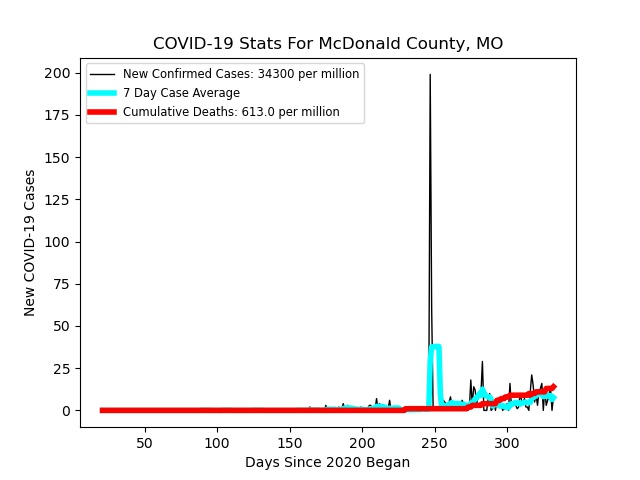 COVID-19 Stats For McDonald County, MO
New Confirmed Cases: 34300 per million
7 Day Case Average
Cumulative Deaths: 613.0 per million
200
175
150
125
100
75
50
25
0
New COVID-19 Cases
50 100 150 200 250 300
Days Since 2020 Began